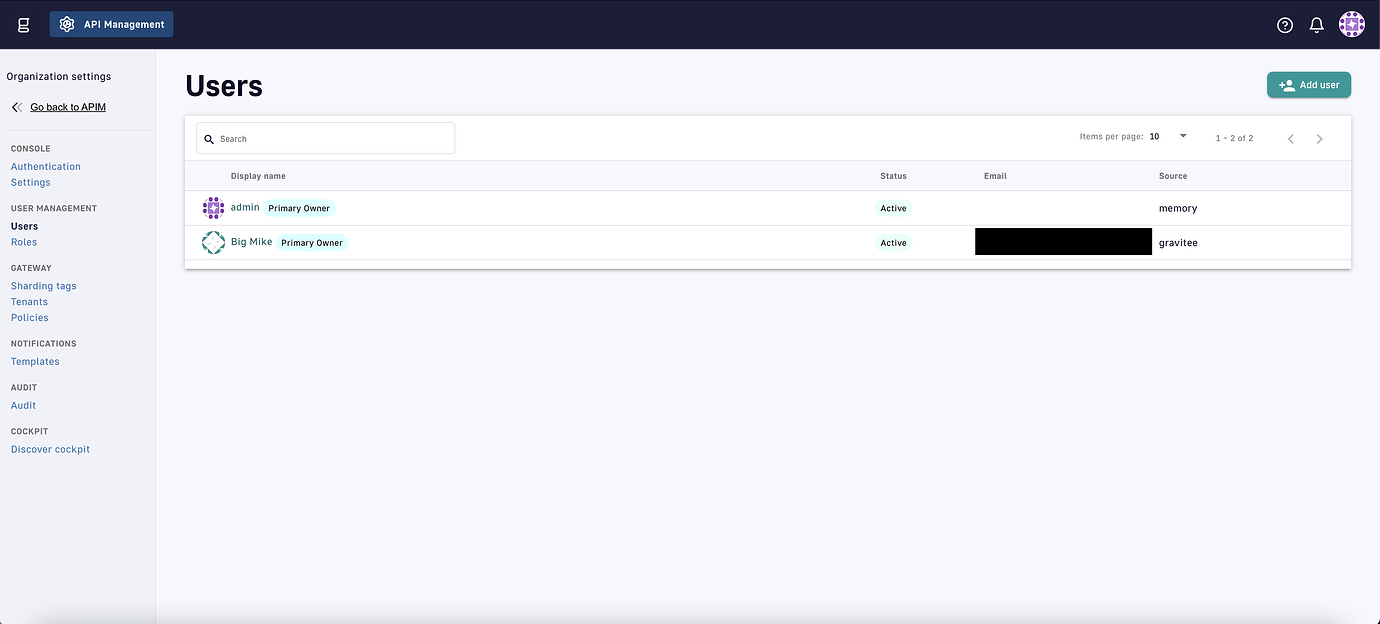 API Management
Organization settings
Go back to APIM
CONSOLE
Authentication
Settings
USER MANAGEMENT
Users
Roles
GATEWAY
Sharding tags
Tenants
Policies
NOTIFICATIONS
Templates
AUDIT
Audit
COCKPIT
Discover cockpit
Users
Add user
Search
Items per page: 10
1 – 2 of 2
Display name Status Email Source
admin Primary Owner Active memory
Big Mike Primary Owner Active gravitee